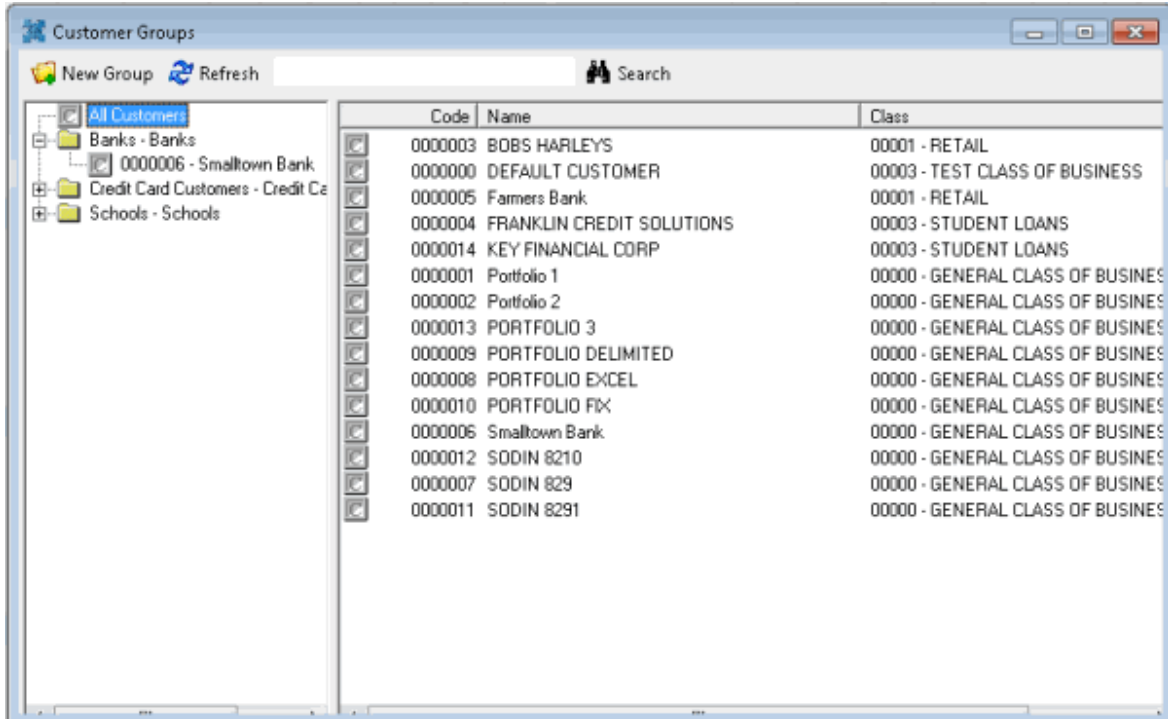 Customer Groups
New Group Refresh Search
All Customers
Banks - Banks
0000006 - Smalltown Bank
Credit Card Customers - Credit Ca
Schools - Schools
Code Name Class
0000003 BOBS HARLEYS 00001 - RETAIL
0000000 DEFAULT CUSTOMER 00003 - TEST CLASS OF BUSINESS
0000005 Farmers Bank 00001 - RETAIL
0000004 FRANKLIN CREDIT SOLUTIONS 00003 - STUDENT LOANS
0000014 KEY FINANCIAL CORP 00003 - STUDENT LOANS
0000001 Portfolio 1 00000 - GENERAL CLASS OF BUSINES
0000002 Portfolio 2 00000 - GENERAL CLASS OF BUSINES
0000013 PORTFOLIO 3 00000 - GENERAL CLASS OF BUSINES
0000009 PORTFOLIO DELIMITED 00000 - GENERAL CLASS OF BUSINES
0000008 PORTFOLIO EXCEL 00000 - GENERAL CLASS OF BUSINES
0000010 PORTFOLIO FIX 00000 - GENERAL CLASS OF BUSINES
0000006 Smalltown Bank 00000 - GENERAL CLASS OF BUSINES
0000012 SODIN 8210 00000 - GENERAL CLASS OF BUSINES
0000007 SODIN 829 00000 - GENERAL CLASS OF BUSINES
0000011 SODIN 8291 00000 - GENERAL CLASS OF BUSINES